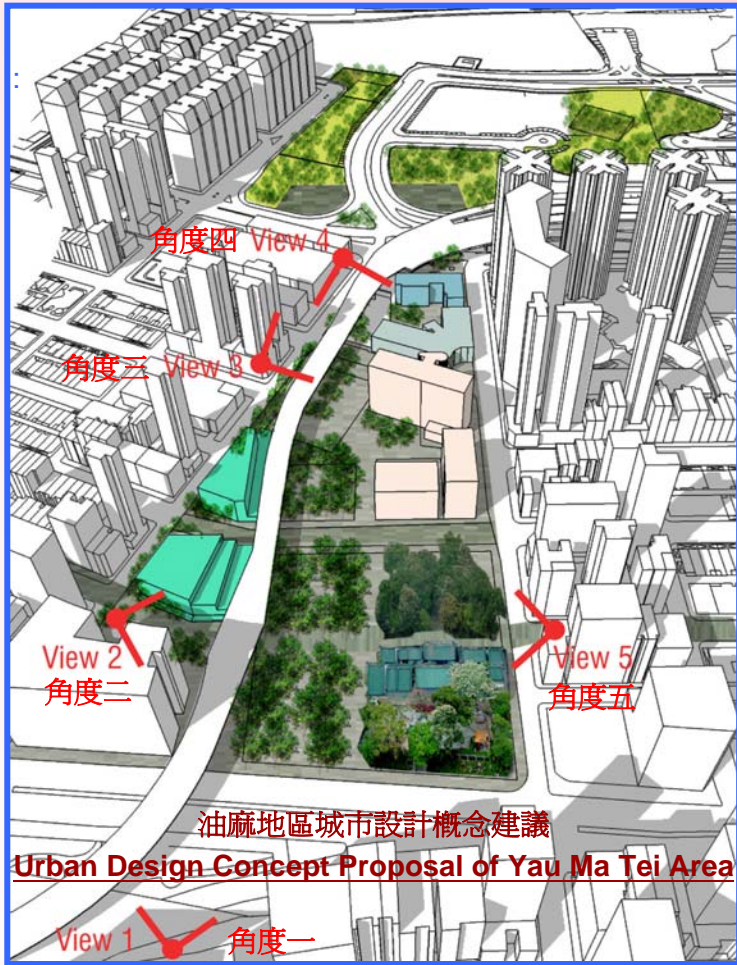 :
角度四 View 4
角度三 View 3
View 2
角度二
View 5
角度五
油麻地區城市設計概念建議
Urban Design Concept Proposal of Yau Ma Tei Area
View 1 角度一